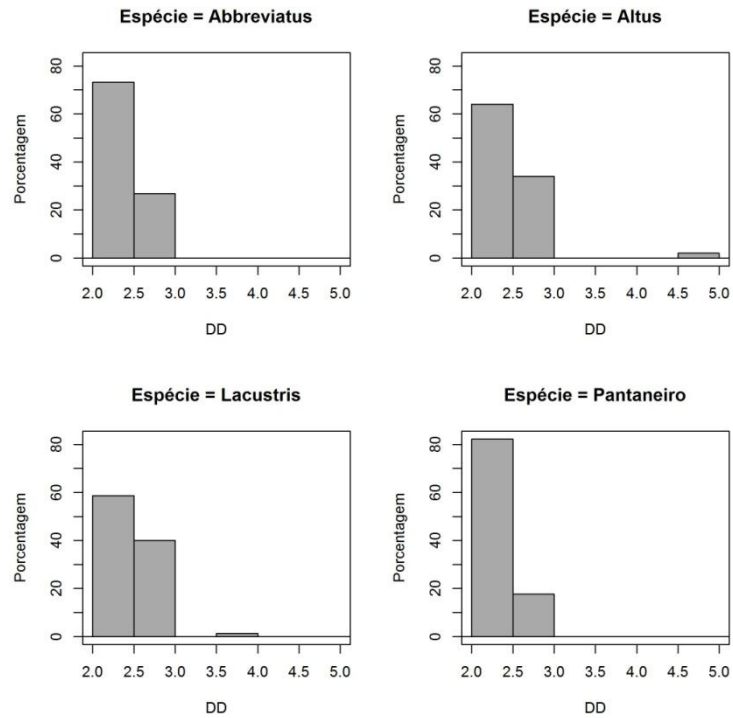 Espécie = Abbreviatus
Porcentagem
80
60
40
20
0
2.0 2.5 3.0 3.5 4.0 4.5 5.0
DD
Espécie = Altus
Porcentagem
80
60
40
20
0
2.0 2.5 3.0 3.5 4.0 4.5 5.0
DD
Espécie = Lacustris
Porcentagem
80
60
40
20
0
2.0 2.5 3.0 3.5 4.0 4.5 5.0
DD
Espécie = Pantaneiro
Porcentagem
80
60
40
20
0
2.0 2.5 3.0 3.5 4.0 4.5 5.0
DD